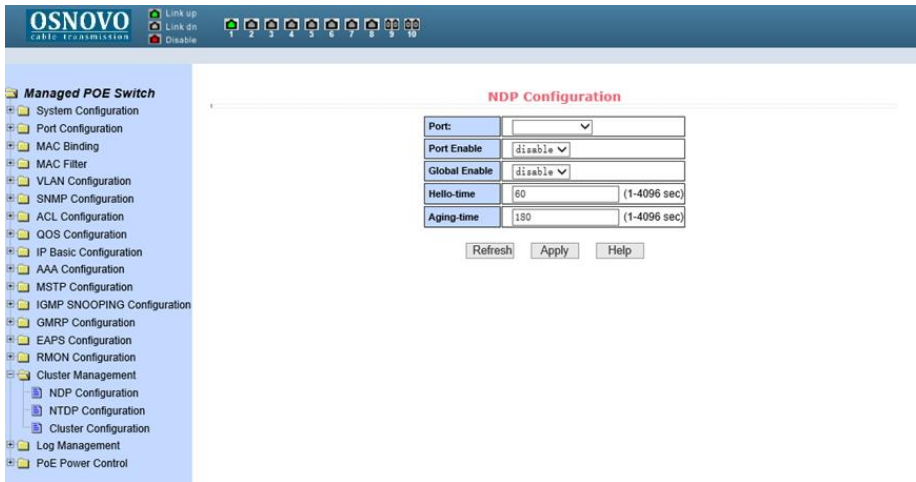 OSNOVO
cable transmission
Link up
Link dn
Disable
1 2 3 4 5 6 7 8 9 10
Managed POE Switch
System Configuration
Port Configuration
MAC Binding
MAC Filter
VLAN Configuration
SNMP Configuration
ACL Configuration
QOS Configuration
IP Basic Configuration
AAA Configuration
MSTP Configuration
IGMP SNOOPING Configuration
GMRP Configuration
EAPS Configuration
RMON Configuration
Cluster Management
NDP Configuration
NTDP Configuration
Cluster Configuration
Log Management
PoE Power Control
NDP Configuration
Port:
Port Enable disable
Global Enable disable
Hello-time 60 (1-4096 sec)
Aging-time 180 (1-4096 sec)
Refresh Apply Help